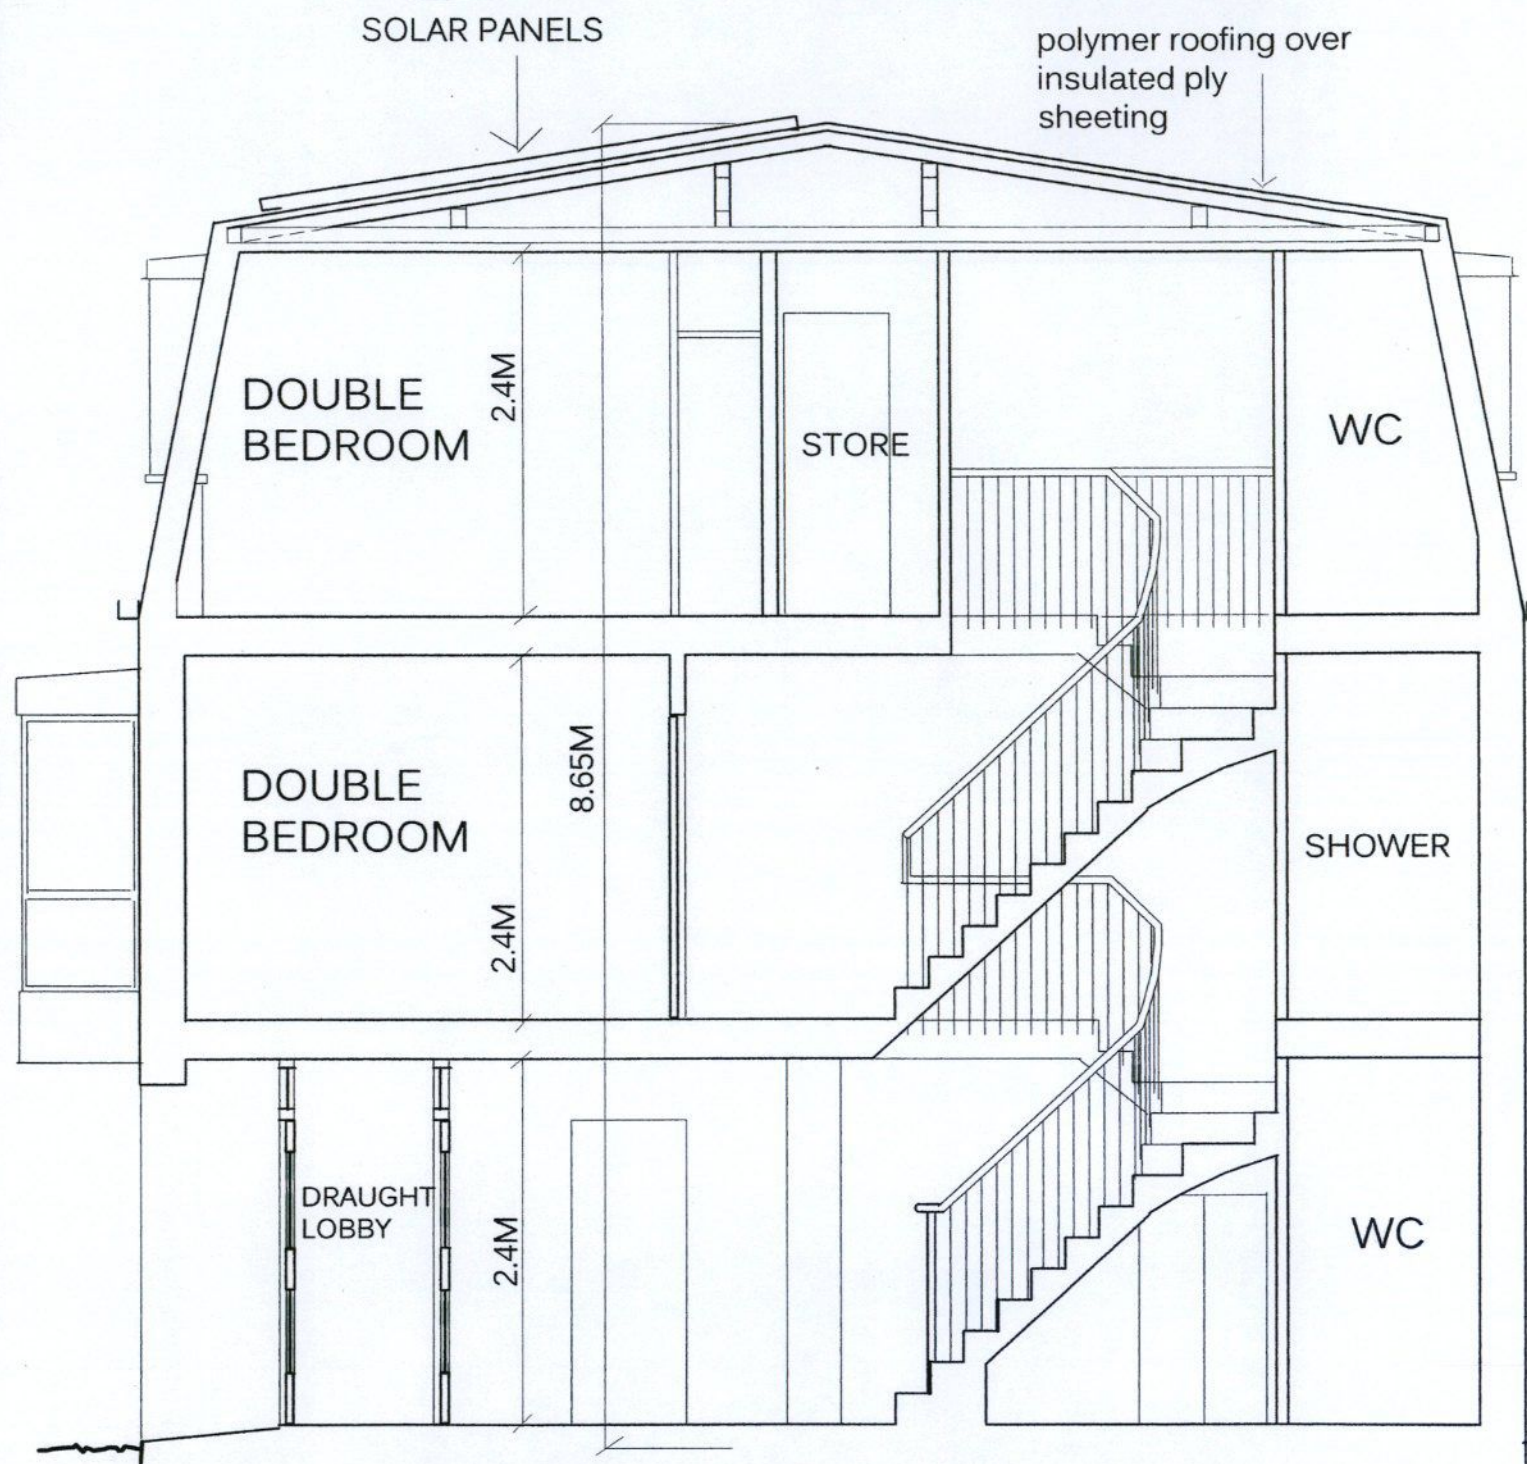 SOLAR PANELS
polymer roofing over
insulated ply
sheeting
DOUBLE
BEDROOM
2.4M
STORE
WC
DOUBLE
BEDROOM
2.4M
8.65M
SHOWER
DRAUGHT
LOBBY
2.4M
WC